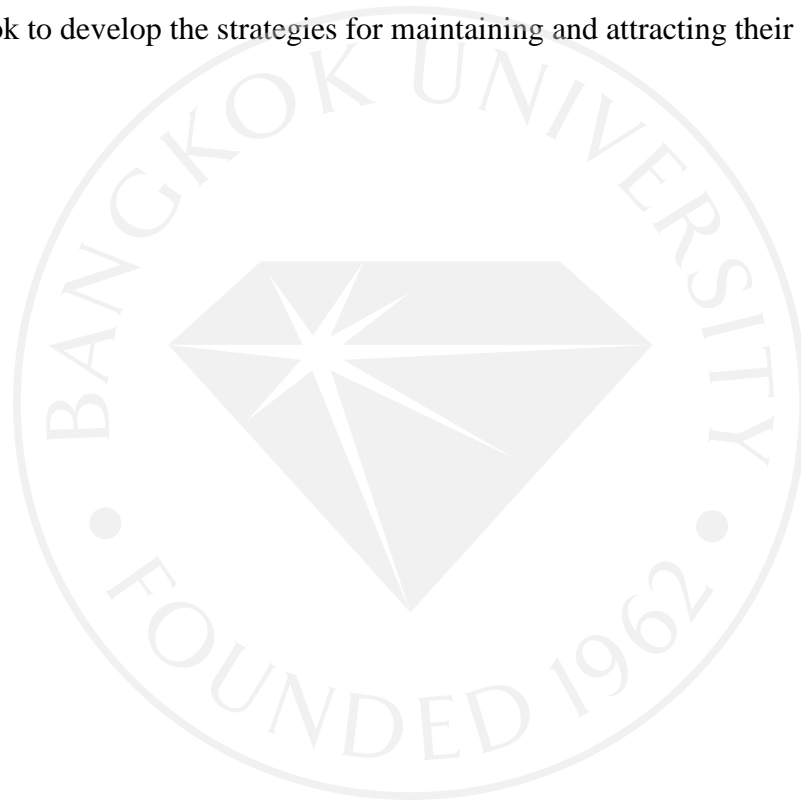 ok to develop the strategies for maintaining and attracting their
BANGKOK UNIVERSITY
FOUNDED 1962